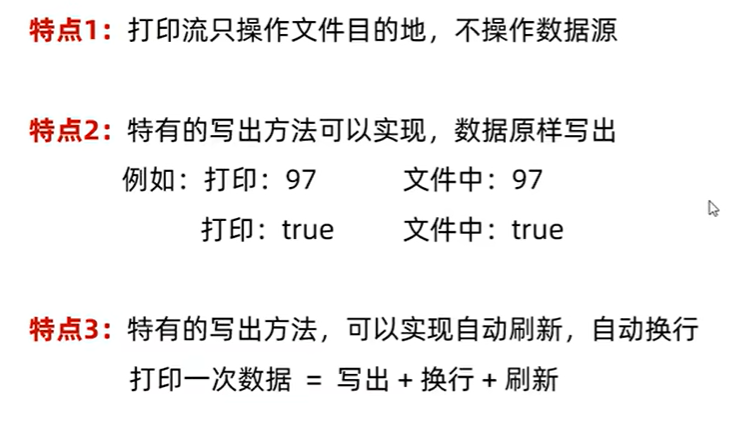 特点1：打印流只操作文件目的地，不操作数据源
特点2：特有的写出方法可以实现，数据原样写出
例如：打印：97 文件中：97
打印：true 文件中：true
特点3：特有的写出方法，可以实现自动刷新，自动换行
打印一次数据 = 写出 + 换行 + 刷新